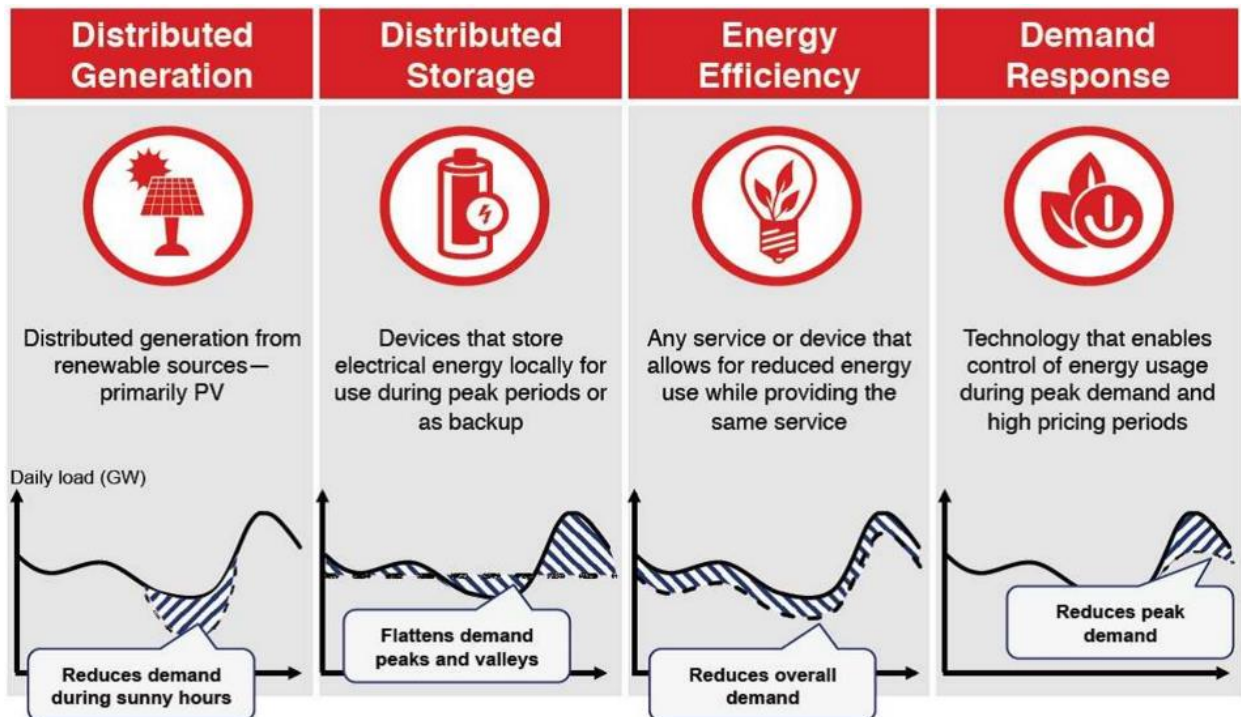 Distributed
Generation
Distributed
Storage
Energy
Efficiency
Demand
Response
Distributed generation from
renewable sources—
primarily PV
Devices that store
electrical energy locally for
use during peak periods or
as backup
Any service or device that
allows for reduced energy
use while providing the
same service
Technology that enables
control of energy usage
during peak demand and
high pricing periods
Daily load (GW)
Reduces demand
during sunny hours
Flattens demand
peaks and valleys
Reduces overall
demand
Reduces peak
demand